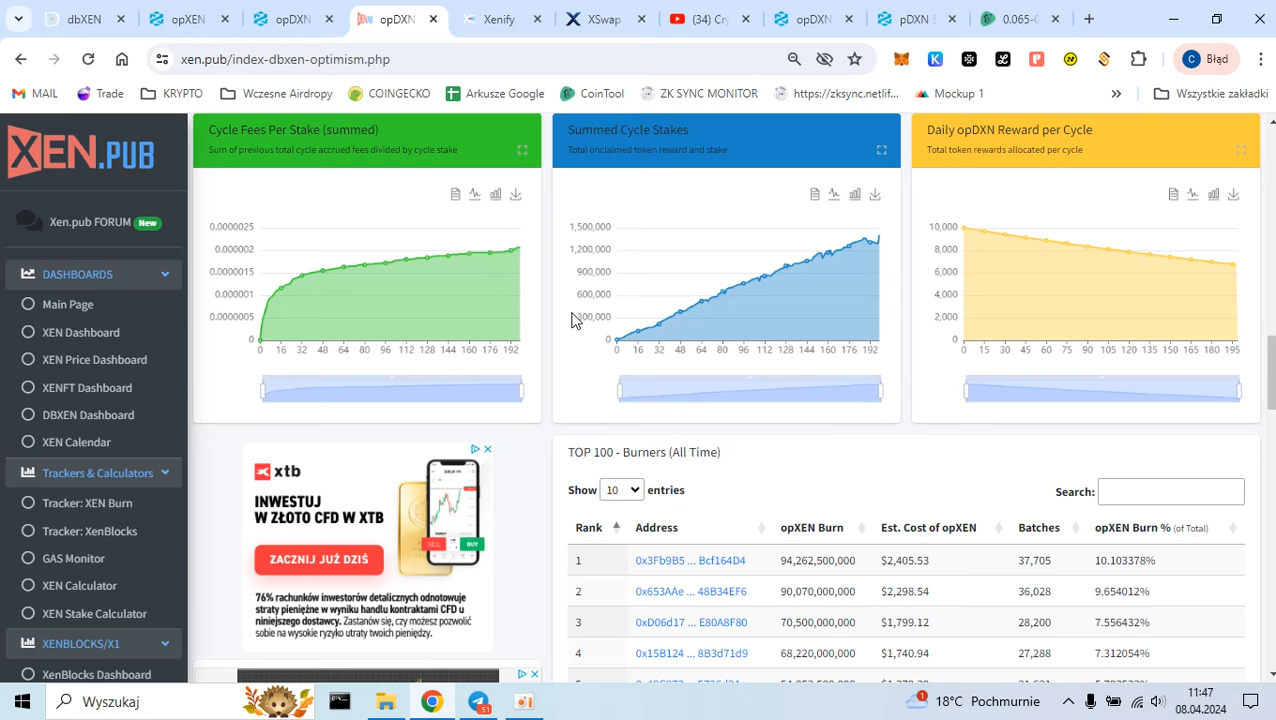 dbXEN.
opDXN
opDXN
Xenify
XSwap
(34) Cry
opDXN
pDXN S
0.065-0
xen.pub/index-dbxen-optimism.php
C Błąd
MAIL Trade KRYPTO Wczesne Airdropy COINGECKO Arkusze Google CoinTool ZK SYNC MONITOR https://zksync.netlif... Mockup 1 » Wszystkie zakładki
XEN.PUB
Xen.pub FORUM New
DASHBOARDS
Main Page
XEN Dashboard
XEN Price Dashboard
XENFT Dashboard
DBXEN Dashboard
XEN Calendar
Trackers & Calculators
Tracker: XEN Burn
Tracker: XenBlocks
GAS Monitor
XEN Calculator
XEN Stake Calculator
XENBLOCKS/X1
XenBlocks Dashboard
Cycle Fees Per Stake (summed)
Sum of previous total cycle accrued fees divided by cycle stake
0.0000025
0.000002
0.0000015
0.000001
0.0000005
0
0 16 32 48 64 80 96 112 128 144 160 176 192
Summed Cycle Stakes
Total unclaimed token reward and stake
1,500,000
1,200,000
900,000
600,000
300,000
0
0 16 32 48 64 80 96 112 128 144 160 176 192
Daily opDXN Reward per Cycle
Total token rewards allocated per cycle
10,000
8,000
6,000
4,000
2,000
0
0 15 30 45 60 75 90 105 120 135 150 165 180 195
xtb
INWESTUJ
W ZŁOTO CFD W XTB
ZACZNIJ JUŻ DZIŚ
SELL BUY
76% rachunków inwestorów detalicznych odnotowuje
straty pieniężne w wyniku handlu kontraktami CFD u
niniejszego dostawcy. Zastanów się, czy możesz pozwolić
sobie na wysokie ryzyko utraty twoich pieniędzy.
TOP 100 - Burners (All Time)
Show 10 entries
Search:
Rank Address opXEN Burn Est. Cost of opXEN Batches opXEN Burn % (of Total)
1 0x3Fb9B5 ... Bcf164D4 94,262,500,000 $2,405.53 37,705 10.103378%
2 0x653AAe ... 48B34EF6 90,070,000,000 $2,298.54 36,028 9.654012%
3 0xD06d17 ... E80A8F80 70,500,000,000 $1,799.12 28,200 7.556432%
4 0x15B124 ... 8B3d71d9 68,220,000,000 $1,740.94 27,288 7.312054%
Wyszukaj
51
1
18°C Pochmurnie
11:47
08.04.2024